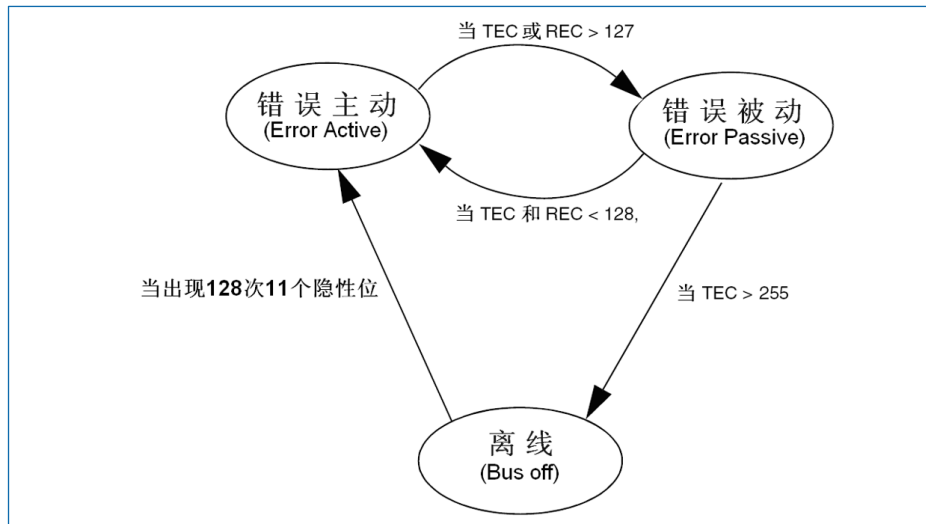 当 TEC 或 REC > 127
错误主动
(Error Active)
错误被动
(Error Passive)
当 TEC 和 REC < 128,
当出现128次11个隐性位
当 TEC > 255
离线
(Bus off)